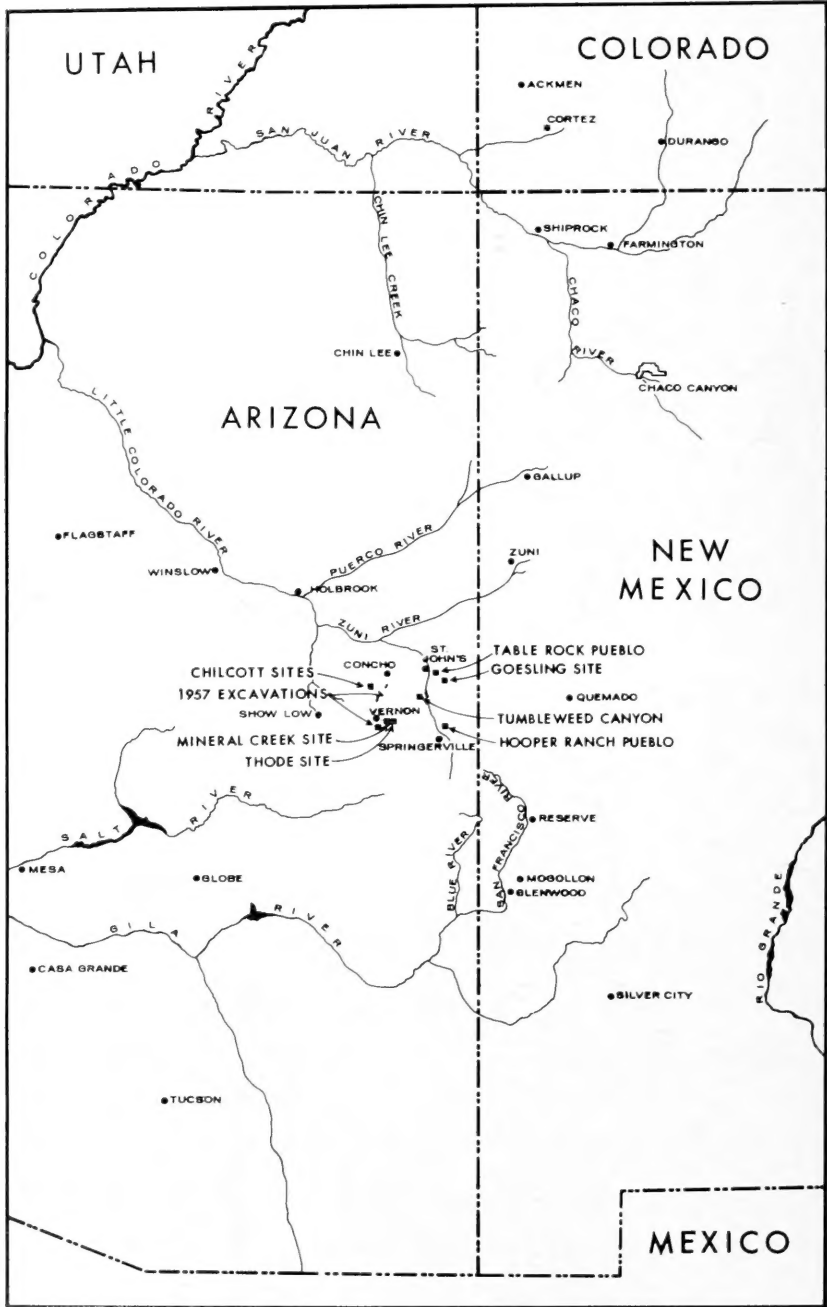 UTAH
COLORADO
COLORADO RIVER
SAN JUAN RIVER
ACKMEN
CORTEZ
DURANGO
CHIN LEE CREEK
SHIPROCK
FARMINGTON
CHACO RIVER
CHIN LEE
CHACO CANYON
ARIZONA
LITTLE COLORADO RIVER
GALLUP
FLAGSTAFF
PUERCO RIVER
ZUNI
NEW
MEXICO
WINSLOW
HOLBROOK
ZUNI RIVER
ST.
JOHN'S
TABLE ROCK PUEBLO
CONCHO
GOESLING SITE
CHILCOTT SITES
1957 EXCAVATIONS
QUEMADO
SHOW LOW
VERNON
TUMBLEWEED CANYON
MINERAL CREEK SITE
HOOPER RANCH PUEBLO
SPRINGERVILLE
THODE SITE
SALT RIVER
SAN FRANCISCO RIVER
RESERVE
BLUE RIVER
MESA
GLOBE
MOGOLLON
GLENWOOD
RIO GRANDE
GILA RIVER
CASA GRANDE
SILVER CITY
TUCSON
MEXICO